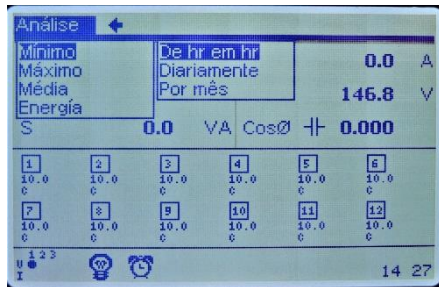 Análise
Mínimo De hr em hr 0.0 A
Máximo Diariamente
Média Por mês 146.8 V
Energía
S 0.0 VA CosØ 0.000
1 2 3 4 5 6
10.0 10.0 10.0 10.0 10.0 10.0
C C C C C C
7 8 9 10 11 12
10.0 10.0 10.0 10.0 10.0 10.0
C C C C C C
1 2 3
U
I
14 27